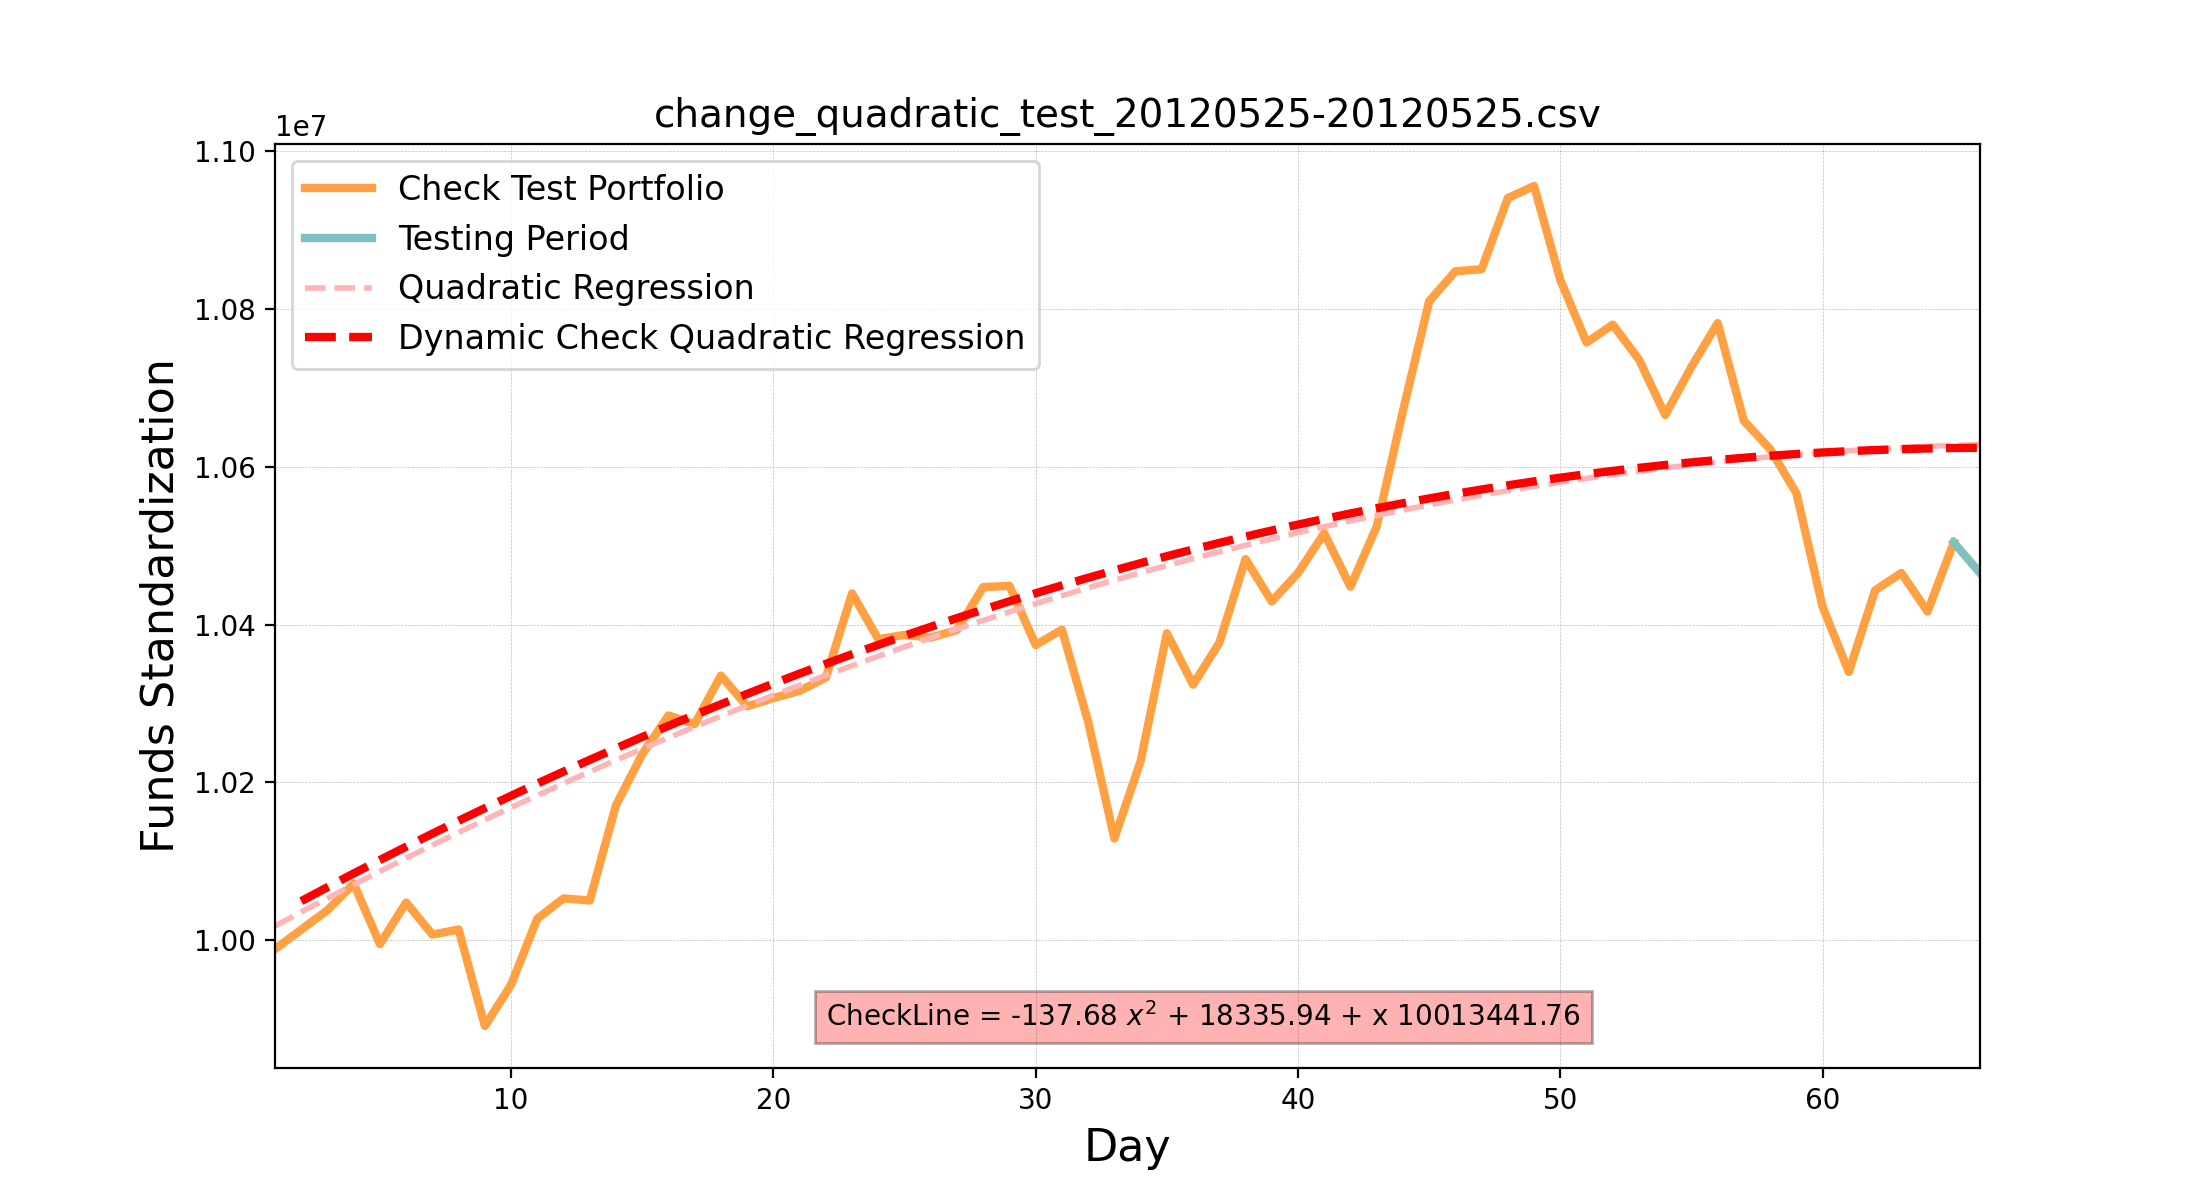 change_quadratic_test_20120525-20120525.csv
1e7
1.10
1.08
1.06
1.04
1.02
1.00
Funds Standardization
Check Test Portfolio
Testing Period
Quadratic Regression
Dynamic Check Quadratic Regression
CheckLine = -137.68 x² + 18335.94 + x 10013441.76
10 20 30 40 50 60
Day